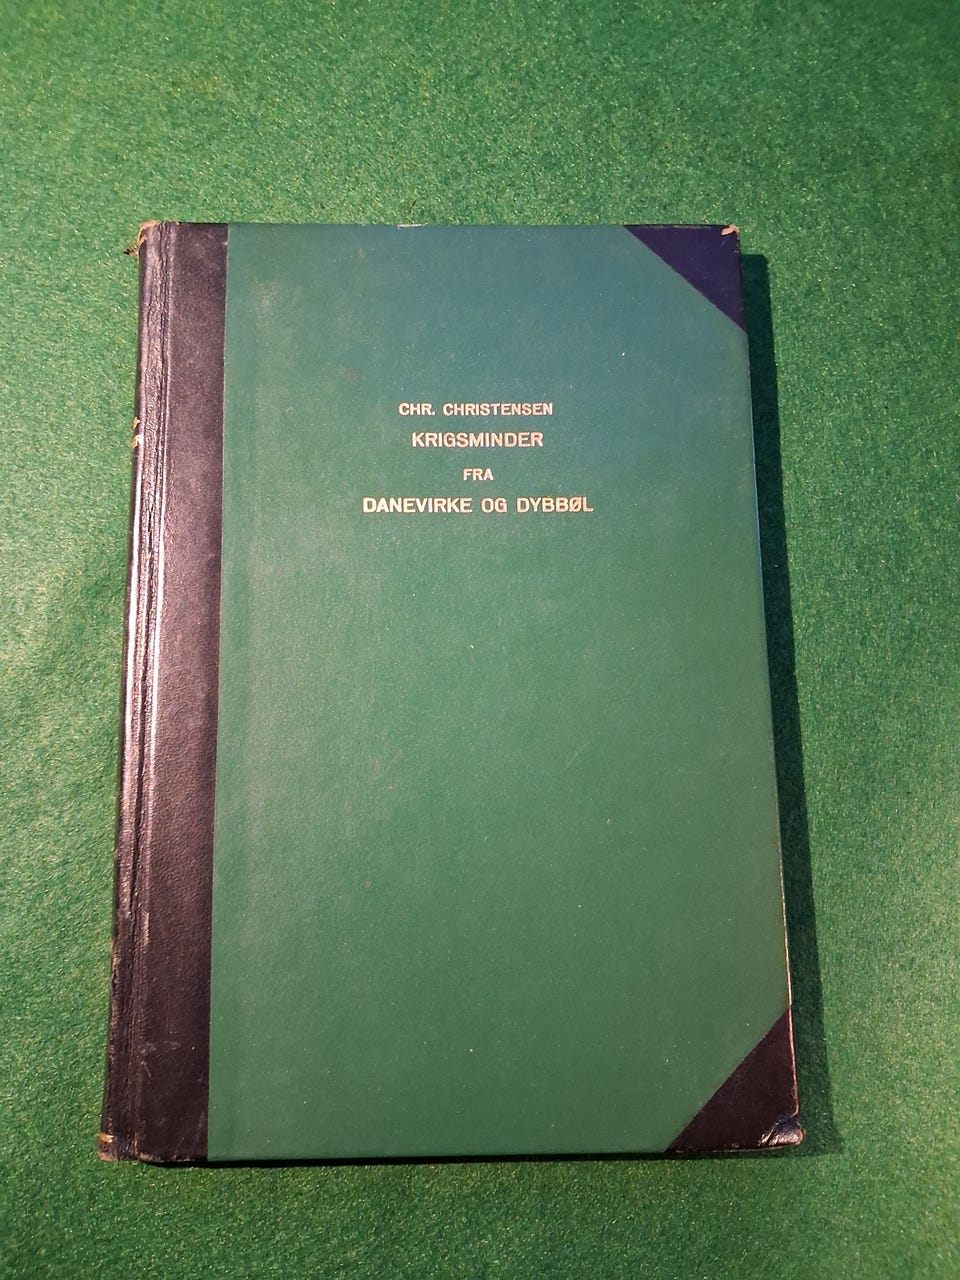 CHR. CHRISTENSEN
KRIGSMINDER
FRA
DANEVIRKE OG DYBBØL